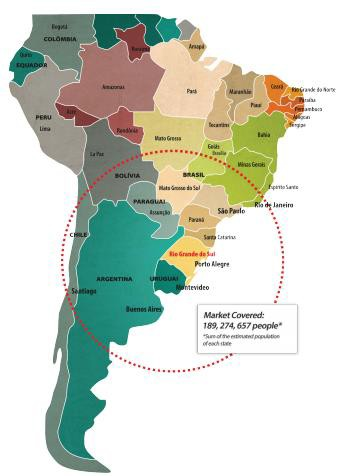 Bogotá
COLÔMBIA
Roraima
Amapá
Quito
EQUADOR
Amazonas
Pará
Maranhão
Ceará
Rio Grande do Norte
Paraíba
Piauí
Pernambuco
Alagoas
Sergipe
PERU
Lima
Acre
Rondônia
Tocantins
Mato Grosso
Bahia
Goiás
Brasília
La Paz
BOLÍVIA
BRASIL
Minas Gerais
Mato Grosso do Sul
Espírito Santo
PARAGUAI
Assunção
São Paulo
Rio de Janeiro
Paraná
CHILE
Santa Catarina
Rio Grande do Sul
Porto Alegre
ARGENTINA
URUGUAI
Montevideo
Santiago
Buenos Aires
Market Covered:
189, 274, 657 people*
*Sum of the estimated population
of each state